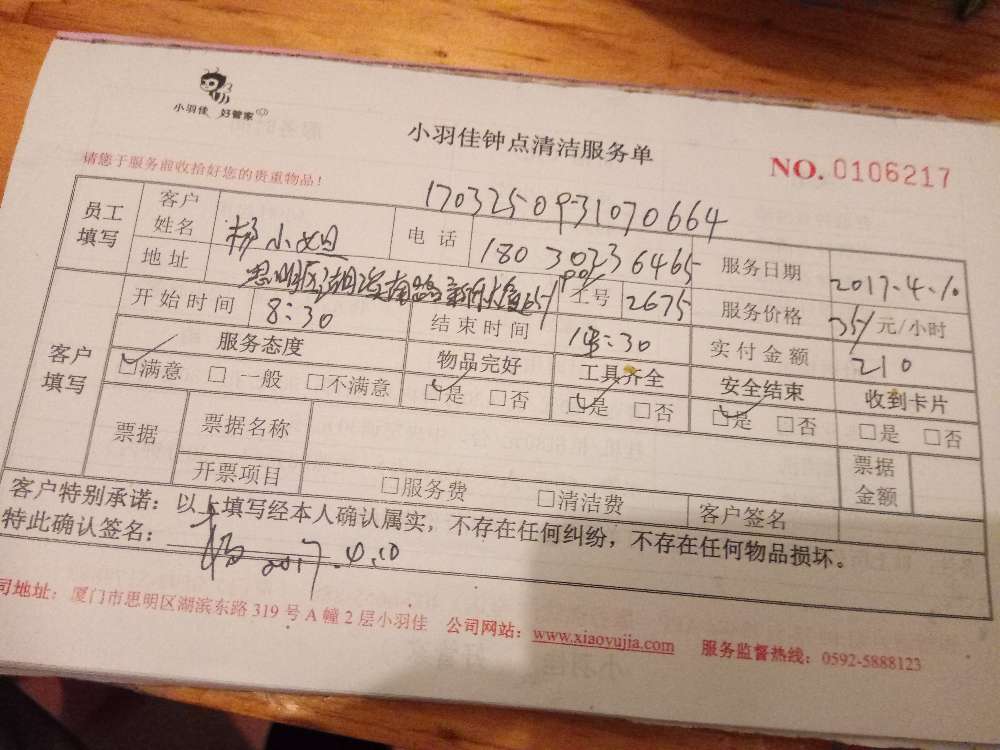 小羽佳 好管家
小羽佳钟点清洁服务单
请您于服务前收拾好您的贵重物品！
NO. 0106217
1703250931070664
员工填写 客户姓名 杨小姐 电话 18030236465 服务日期 2017.4.10
地址 思明区湖滨南路 工号 2675 服务价格 35/元/小时
客户填写 开始时间 8:30 结束时间 14:30 实付金额 210
服务态度 物品完好 工具齐全 安全结束 收到卡片
☑满意 □一般 □不满意 ☑是 □否 ☑是 □否 ☑是 □否 □是 □否
票据 票据名称 票据金额
开票项目 □服务费 □清洁费 客户签名
客户特别承诺：以上填写经本人确认属实，不存在任何纠纷，不存在任何物品损坏。
特此确认签名： 杨 2017.4.10
司地址：厦门市思明区湖滨东路319号A幢2层小羽佳 公司网站：www.xiaoyujia.com 服务监督热线：0592-5888123